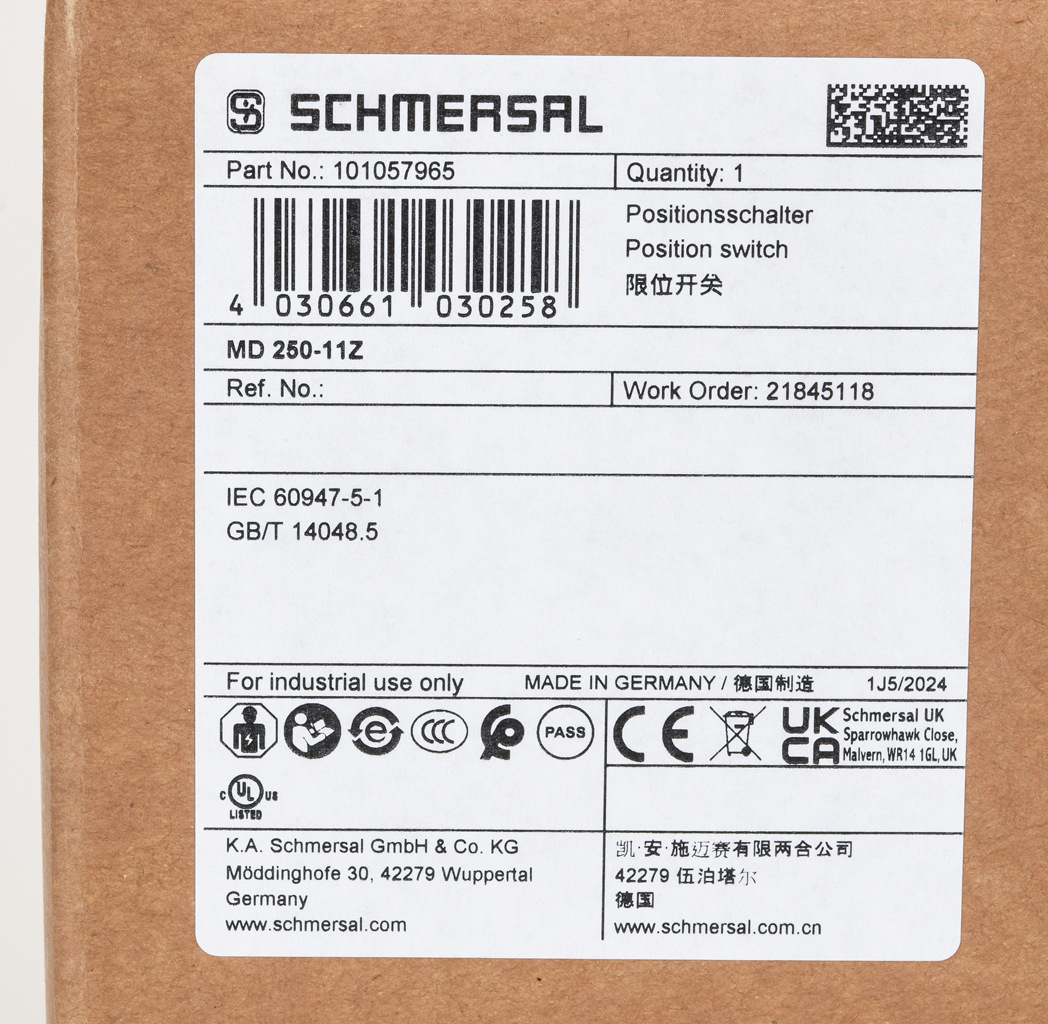 SCHMERSAL
Part No.: 101057965
Quantity: 1
4 030661 030258
Positionsschalter
Position switch
限位开关
MD 250-11Z
Ref. No.:
Work Order: 21845118
IEC 60947-5-1
GB/T 14048.5
For industrial use only
MADE IN GERMANY / 德国制造
1J5/2024
e
CCC
PASS
CE
UK
CA
Schmersal UK
Sparrowhawk Close,
Malvern, WR14 1GL, UK
C UL US
LISTED
K.A. Schmersal GmbH & Co. KG
Möddinghofe 30, 42279 Wuppertal
Germany
www.schmersal.com
凯·安·施迈赛有限两合公司
42279 伍泊塔尔
德国
www.schmersal.com.cn